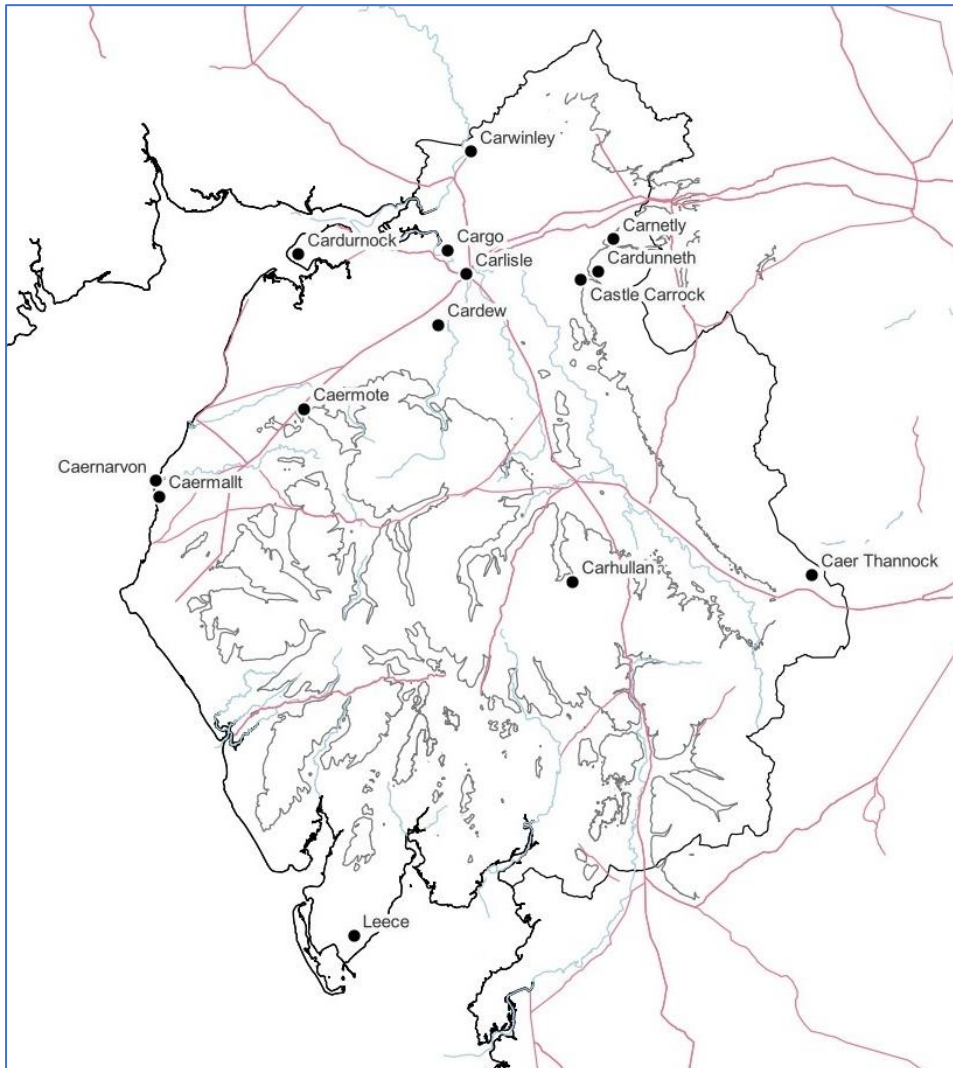 Carwinley
Carnetly
Cargo
Cardurnock
Cardunneth
Carlisle
Castle Carrock
Cardew
Caermote
Caernarvon
Caermallt
Caer Thannock
Carhullan
Leece